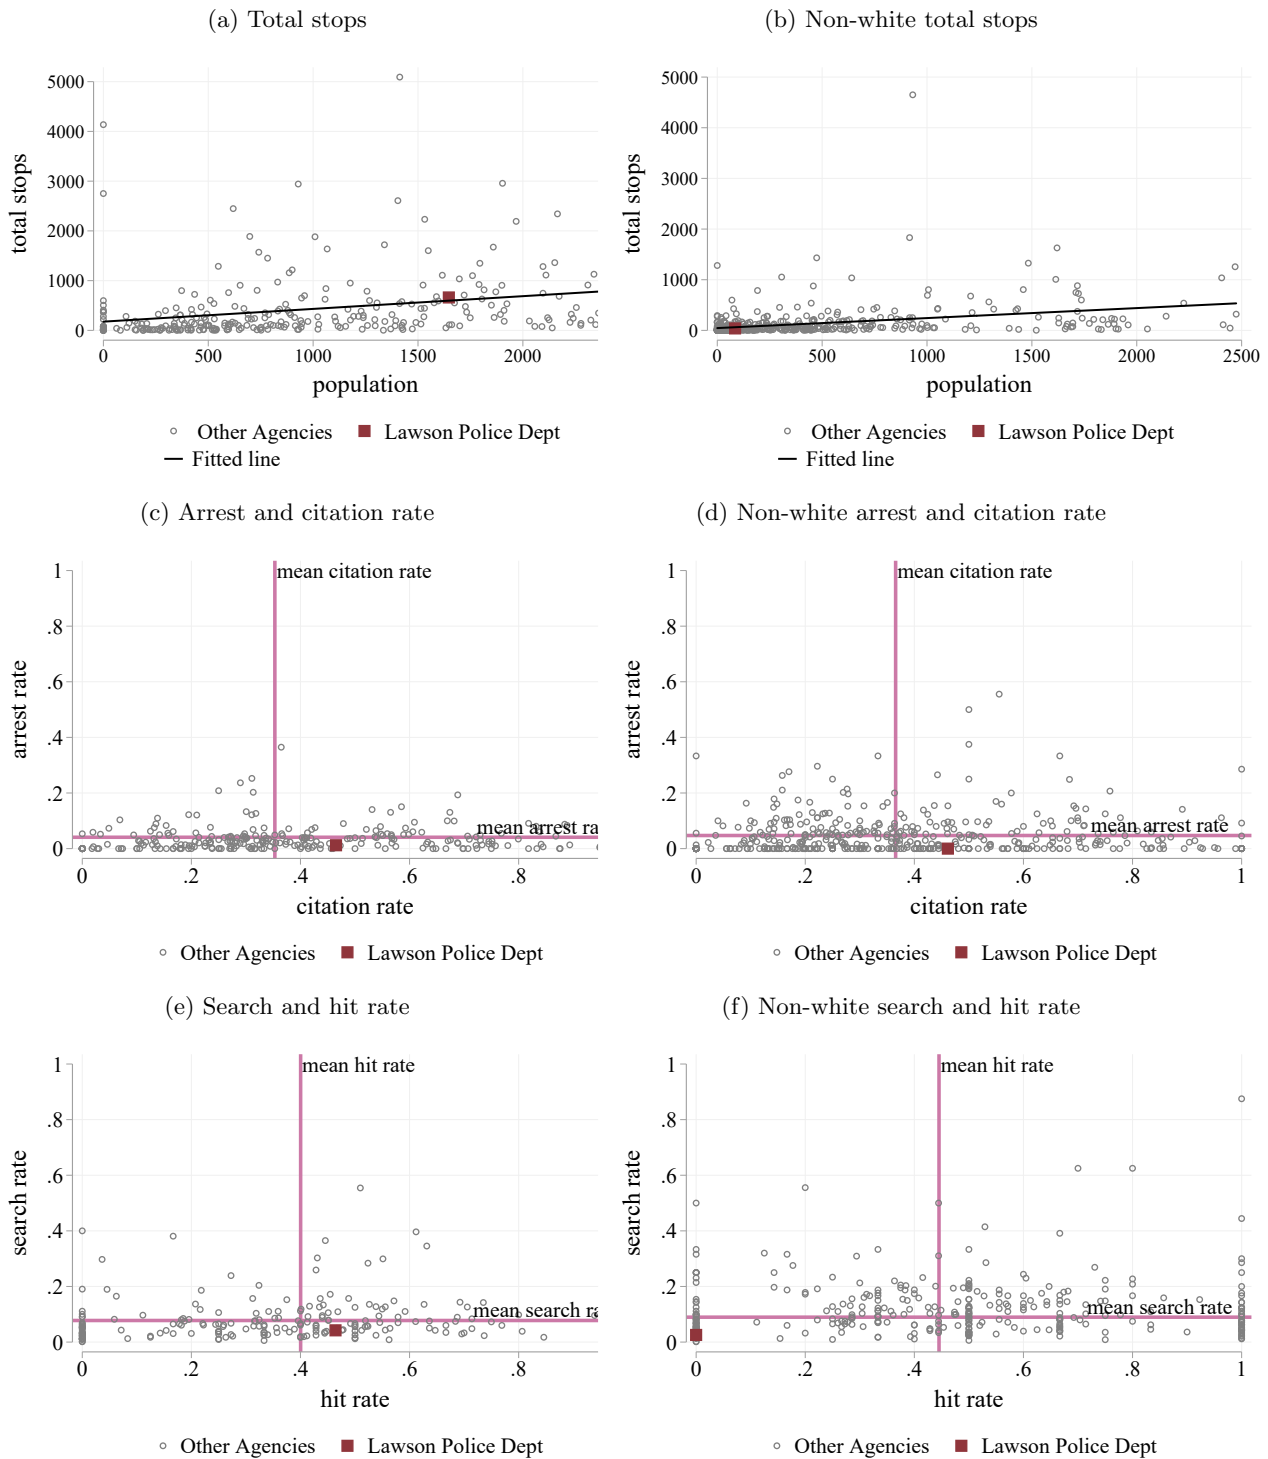 (a) Total stops
(b) Non-white total stops
total stops
5000
4000
3000
2000
1000
0
0 500 1000 1500 2000
population
Other Agencies Lawson Police Dept
Fitted line
total stops
5000
4000
3000
2000
1000
0
0 500 1000 1500 2000 2500
population
Other Agencies Lawson Police Dept
Fitted line
(c) Arrest and citation rate
(d) Non-white arrest and citation rate
arrest rate
1
.8
.6
.4
.2
0
mean citation rate
mean arrest ra
0 .2 .4 .6 .8
citation rate
Other Agencies Lawson Police Dept
arrest rate
1
.8
.6
.4
.2
0
mean citation rate
mean arrest rate
0 .2 .4 .6 .8 1
citation rate
Other Agencies Lawson Police Dept
(e) Search and hit rate
(f) Non-white search and hit rate
search rate
1
.8
.6
.4
.2
0
mean hit rate
mean search ra
0 .2 .4 .6 .8
hit rate
Other Agencies Lawson Police Dept
search rate
1
.8
.6
.4
.2
0
mean hit rate
mean search rate
0 .2 .4 .6 .8 1
hit rate
Other Agencies Lawson Police Dept